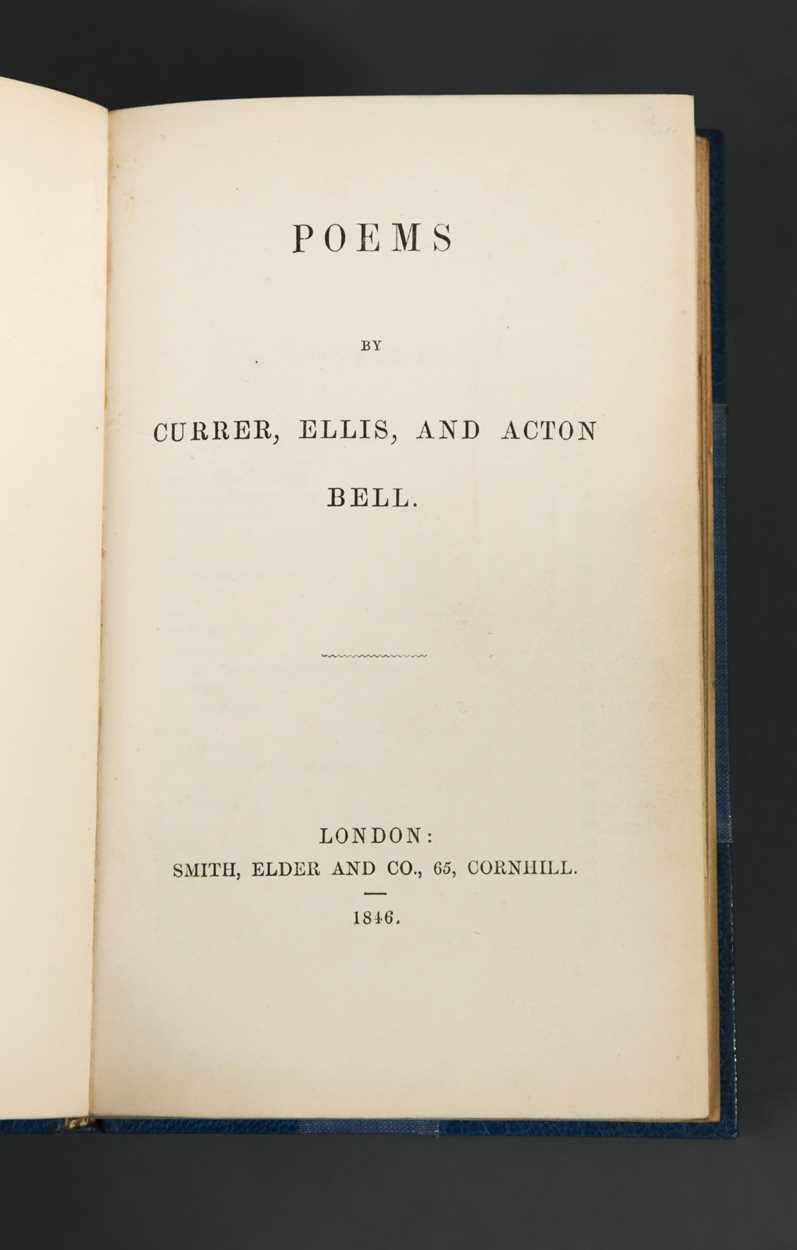 POEMS
BY
CURRER, ELLIS, AND ACTON
BELL.
LONDON:
SMITH, ELDER AND CO., 65, CORNHILL.
1846.